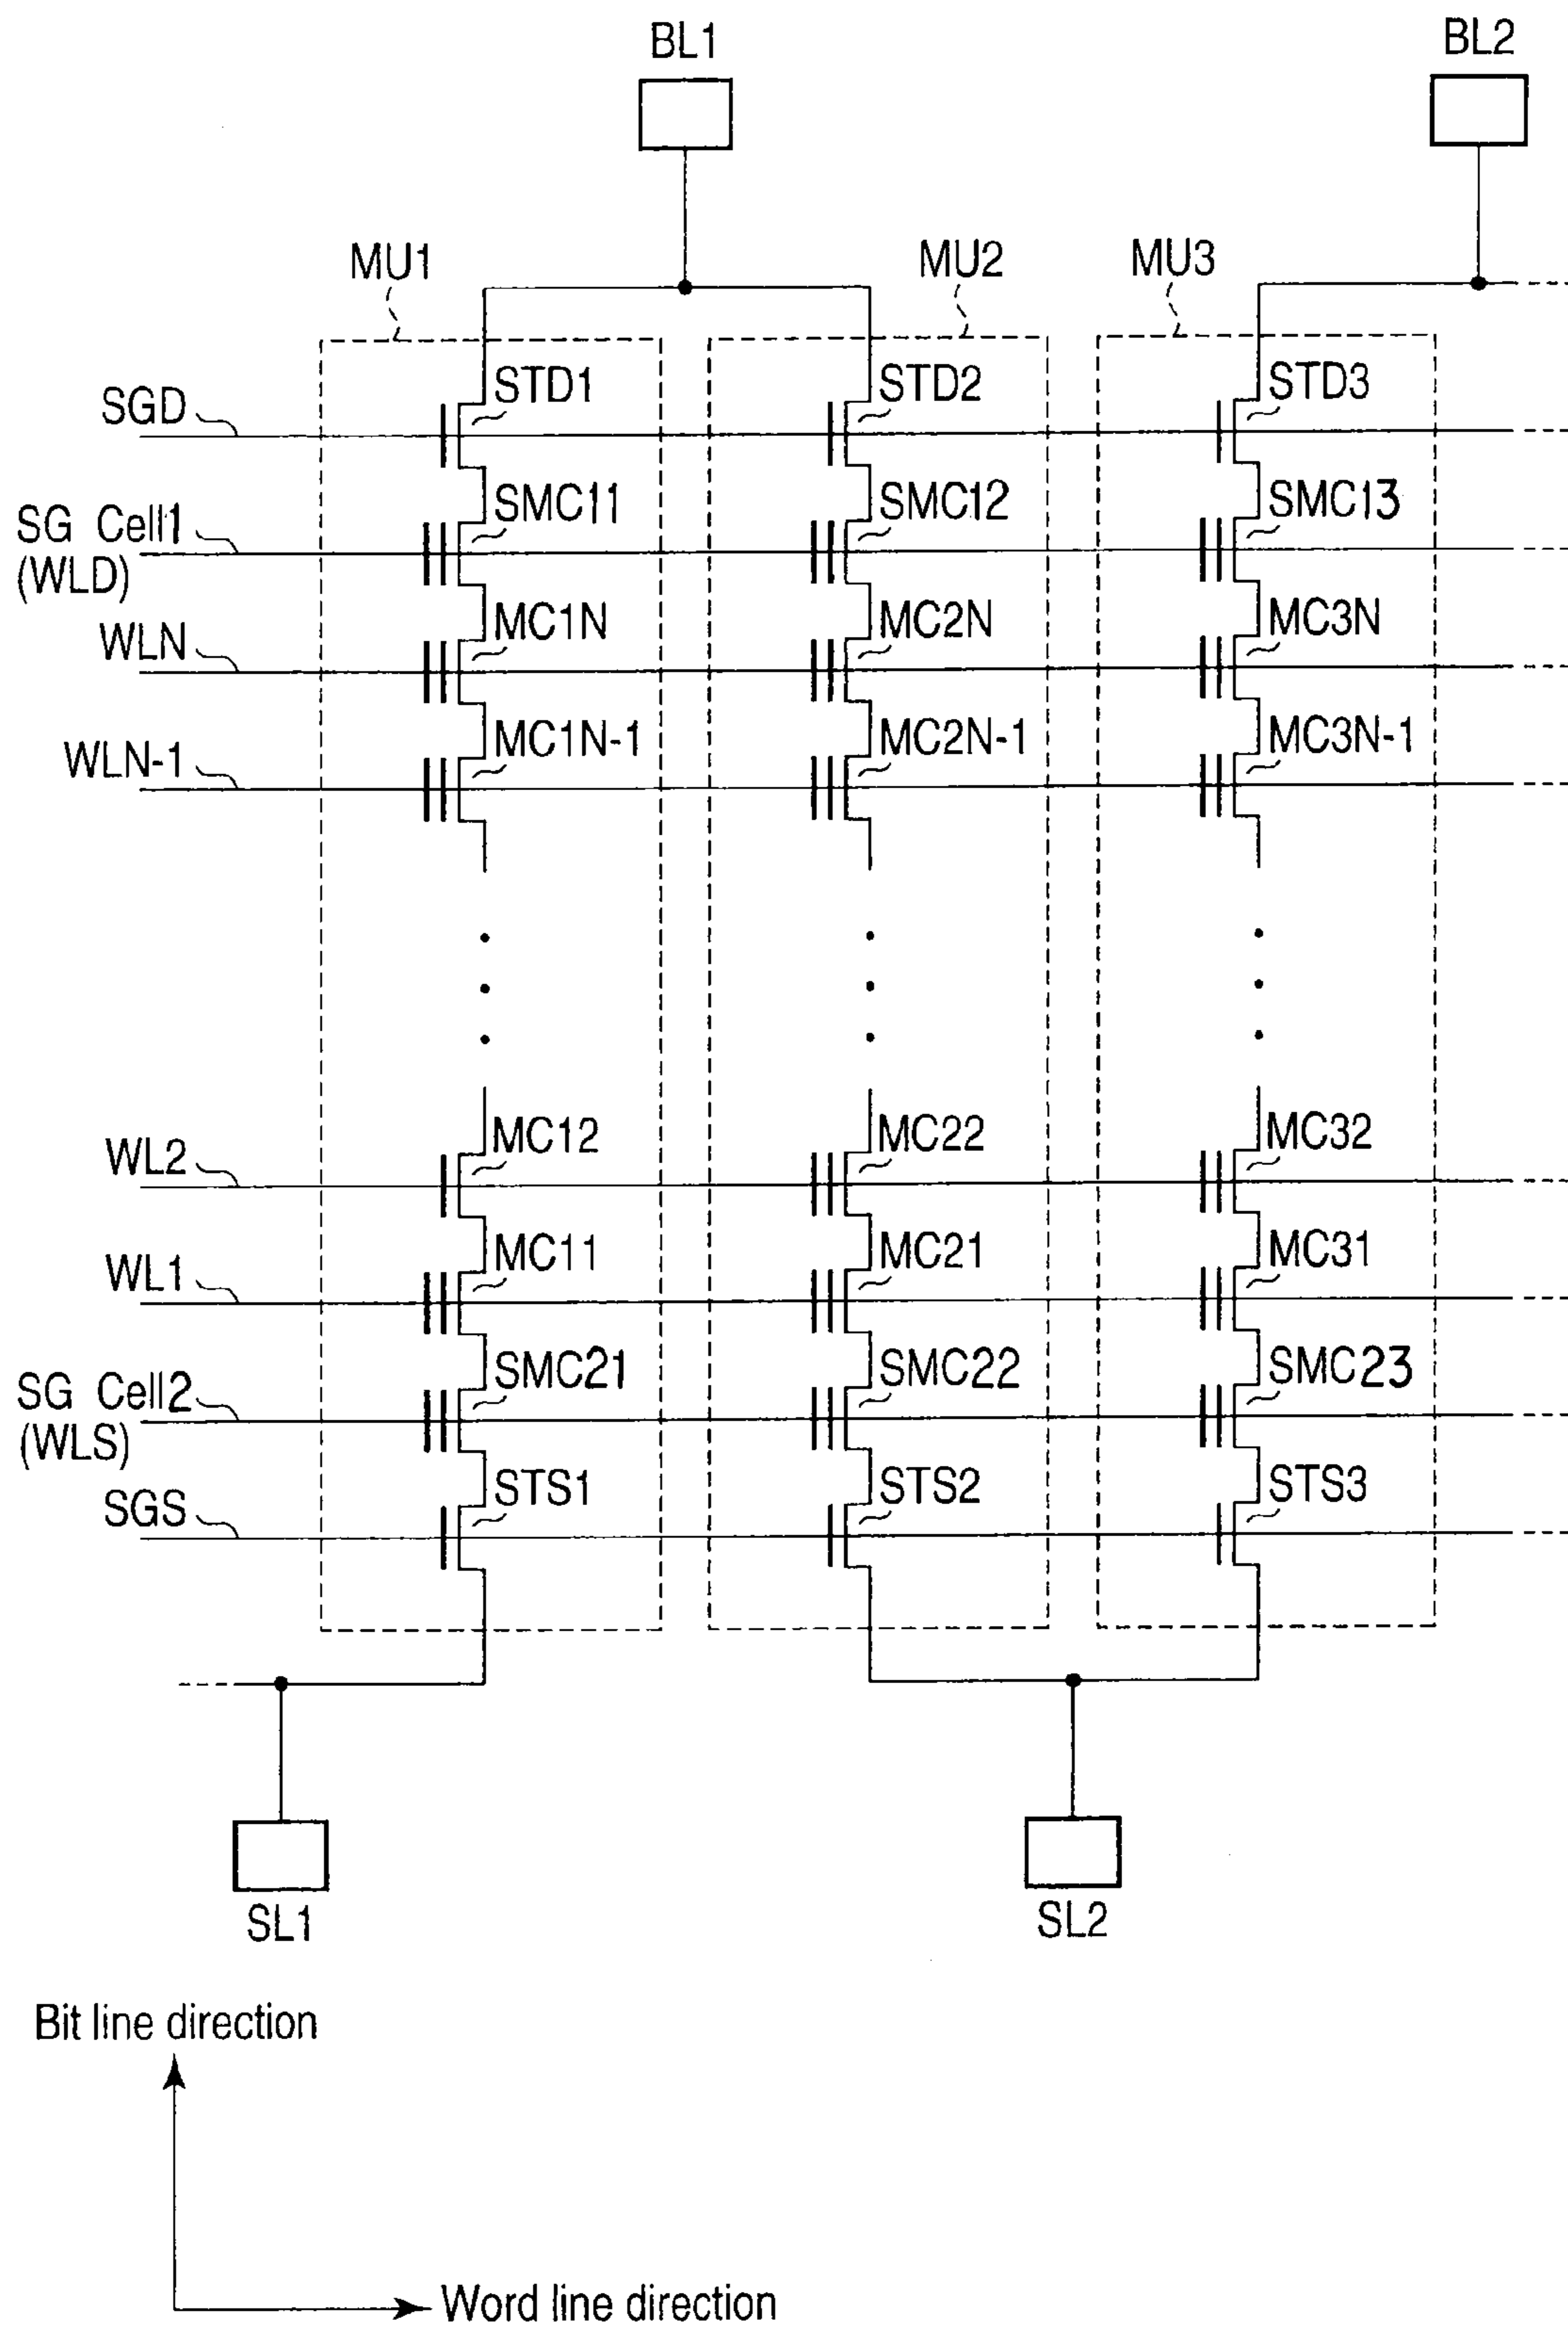 BL1
BL2
MU1
MU2
MU3
SGD
STD1
STD2
STD3
SG Cell1
(WLD)
SMC11
SMC12
SMC13
WLN
MC1N
MC2N
MC3N
WLN-1
MC1N-1
MC2N-1
MC3N-1
WL2
MC12
MC22
MC32
WL1
MC11
MC21
MC31
SG Cell2
(WLS)
SMC21
SMC22
SMC23
SGS
STS1
STS2
STS3
SL1
SL2
Bit line direction
Word line direction